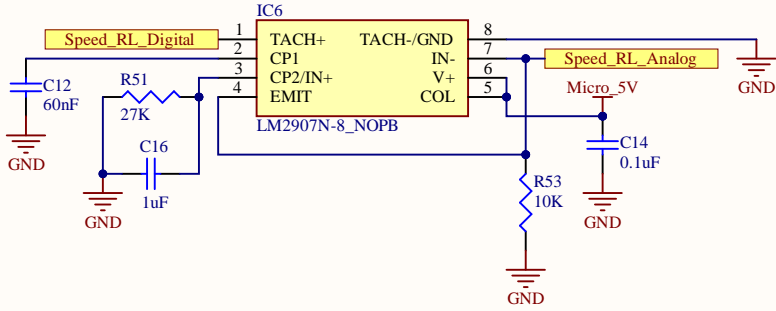 IC6
Speed_RL_Digital
1
TACH+
TACH-/GND
8
2
CP1
IN-
7
Speed_RL_Analog
3
CP2/IN+
V+
6
4
EMIT
COL
5
LM2907N-8_NOPB
C12
60nF
GND
R51
27K
C16
1uF
GND
Micro_5V
C14
0.1uF
GND
R53
10K
GND
GND